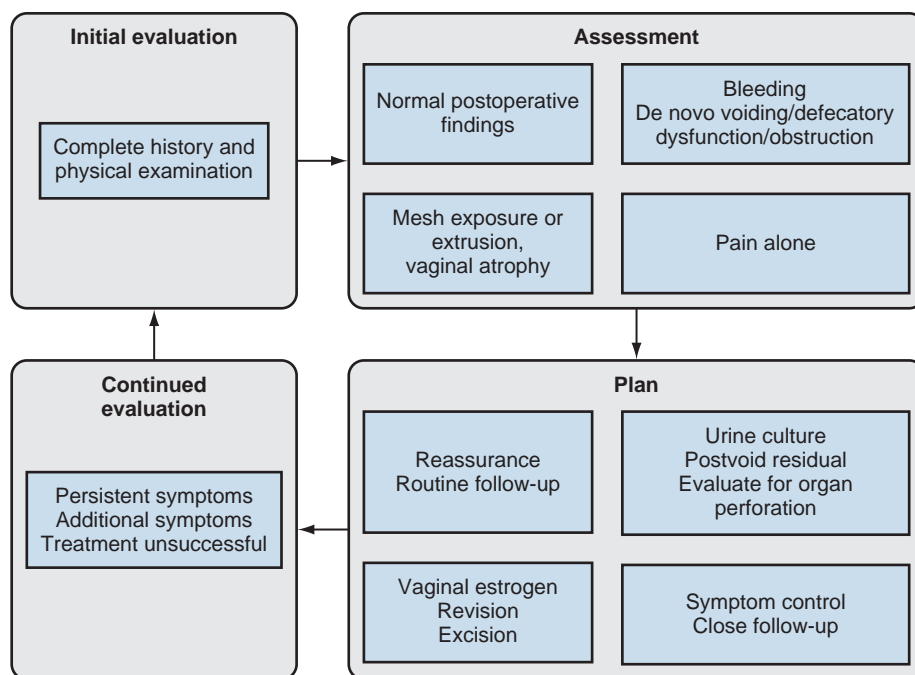 Initial evaluation
Complete history and
physical examination
Assessment
Normal postoperative
findings
Bleeding
De novo voiding/defecatory
dysfunction/obstruction
Mesh exposure or
extrusion,
vaginal atrophy
Pain alone
Plan
Reassurance
Routine follow-up
Urine culture
Postvoid residual
Evaluate for organ
perforation
Vaginal estrogen
Revision
Excision
Symptom control
Close follow-up
Continued
evaluation
Persistent symptoms
Additional symptoms
Treatment unsuccessful